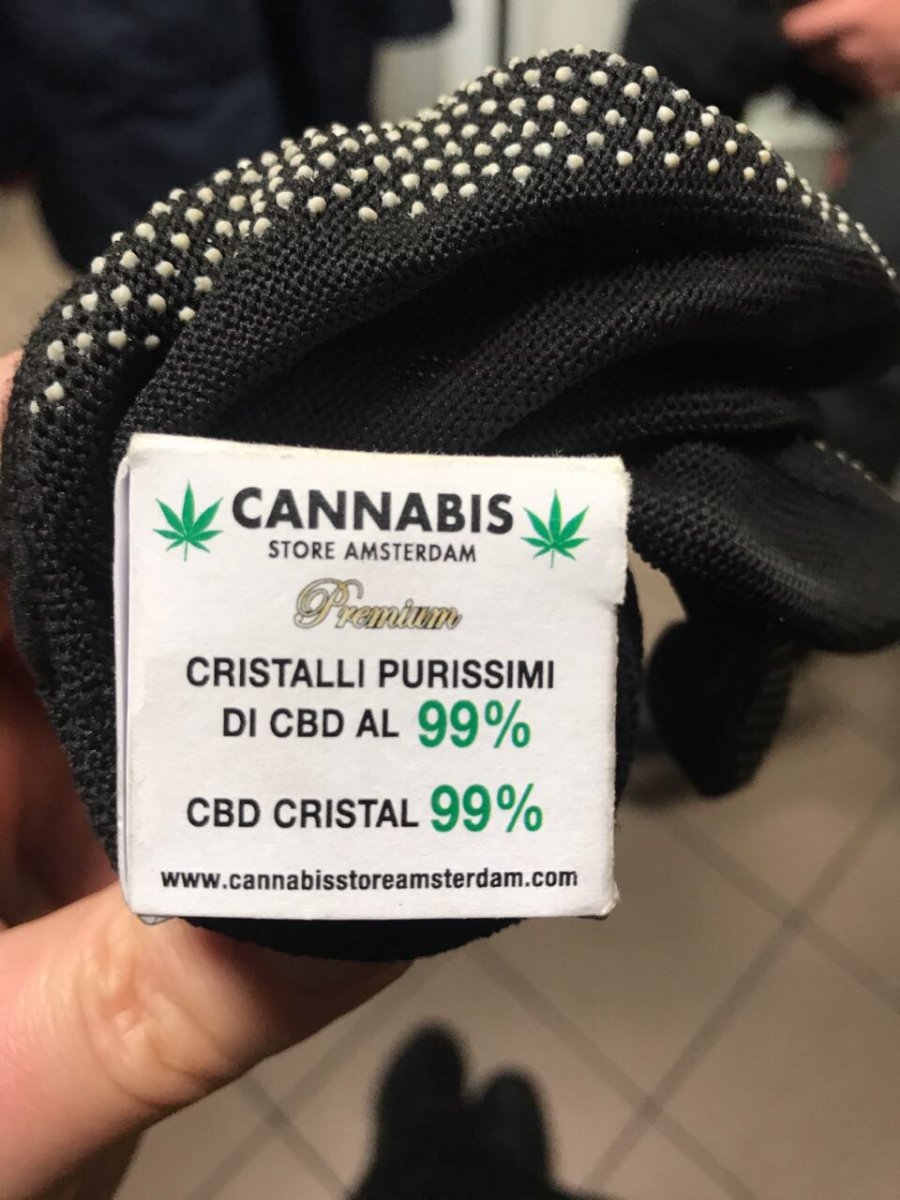 CANNABIS
STORE AMSTERDAM
Premium
CRISTALLI PURISSIMI
DI CBD AL 99%
CBD CRISTAL 99%
www.cannabisstoreamsterdam.com